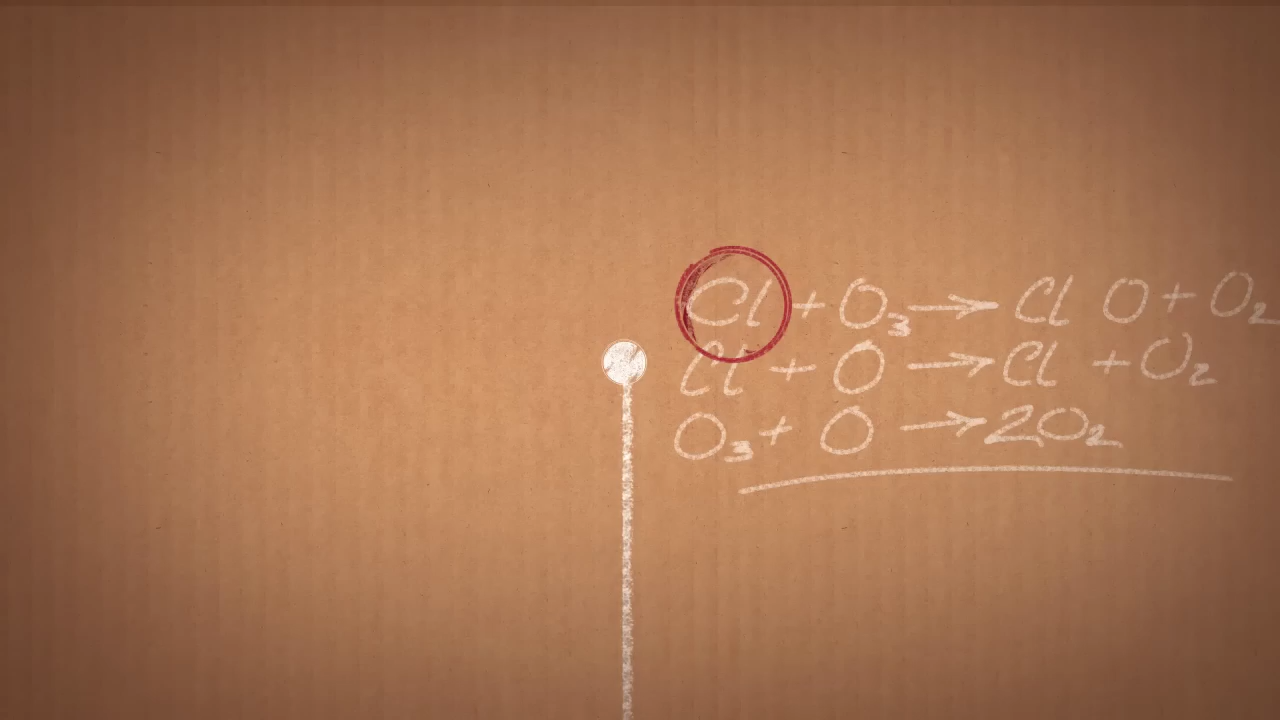 Cl + O₃ → Cl O + O₂
Cl + O → Cl + O₂
O₃ + O → 2O₂